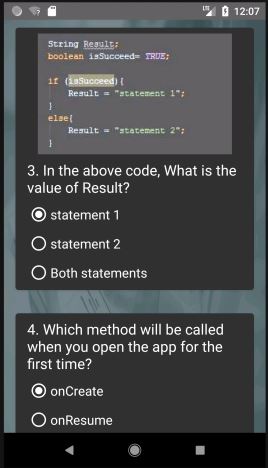 LTE 12:07
String Result;
boolean isSucceed= TRUE;
if (isSucceed){
Result = "statement 1";
}
else{
Result = "statement 2";
}
3. In the above code, What is the
value of Result?
statement 1
statement 2
Both statements
4. Which method will be called
when you open the app for the
first time?
onCreate
onResume